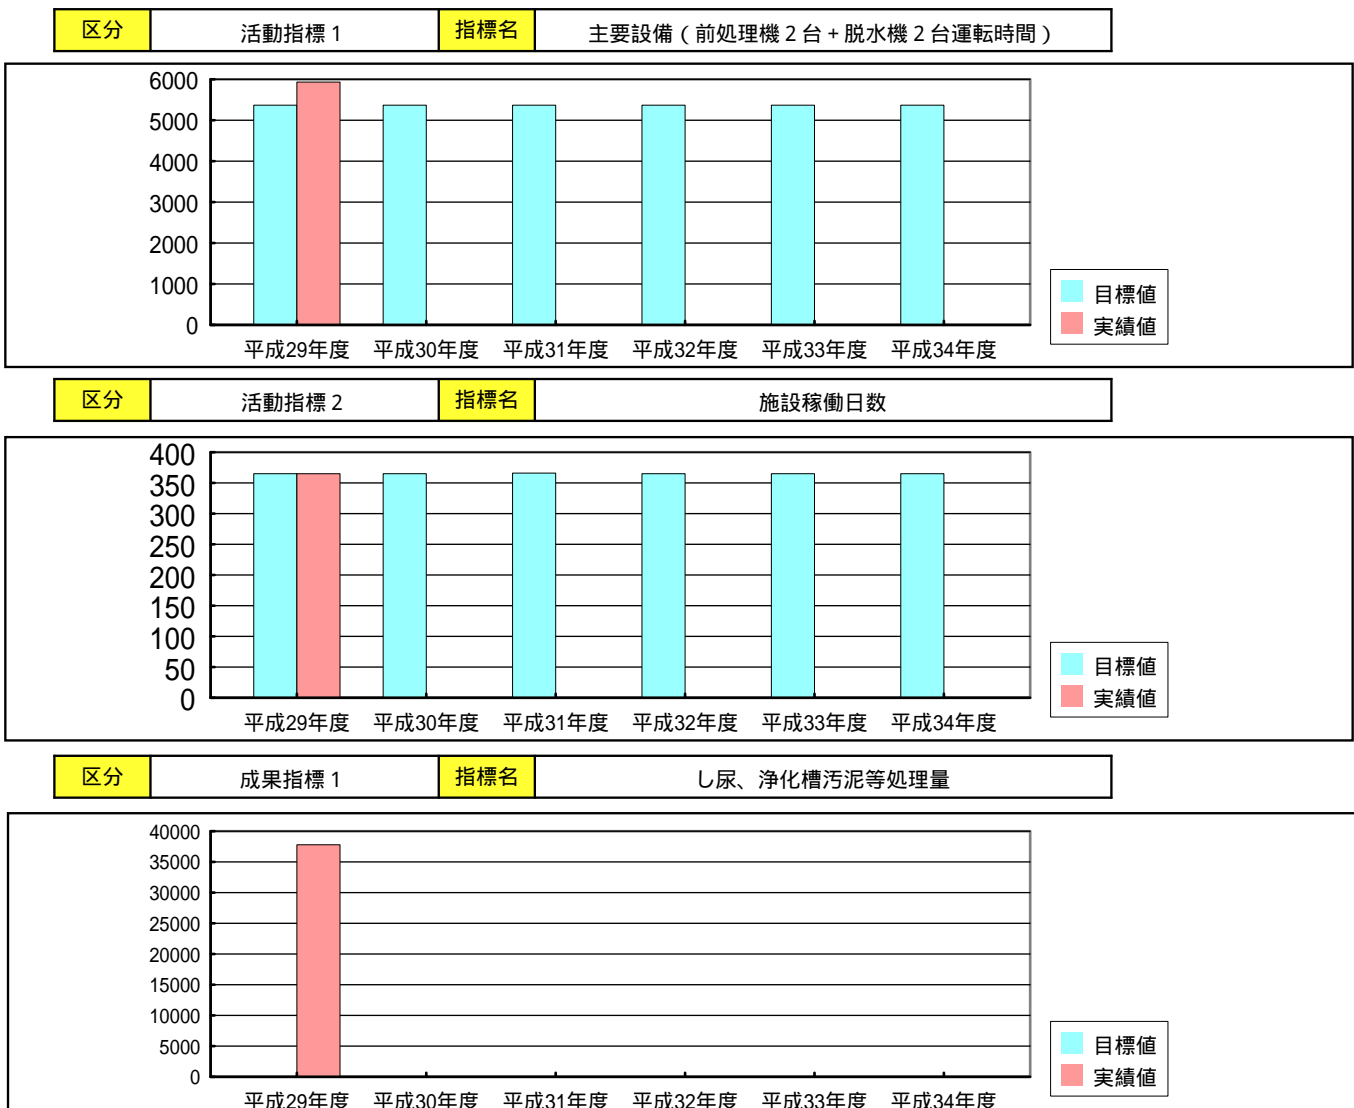 区分 活動指標1 指標名 主要設備(前処理機2台+脱水機2台運転時間)
6000
5000
4000
3000
2000
1000
0
平成29年度 平成30年度 平成31年度 平成32年度 平成33年度 平成34年度
目標値
実績値
区分 活動指標2 指標名 施設稼働日数
400
350
300
250
200
150
100
50
0
平成29年度 平成30年度 平成31年度 平成32年度 平成33年度 平成34年度
目標値
実績値
区分 成果指標1 指標名 し尿、浄化槽汚泥等処理量
40000
35000
30000
25000
20000
15000
10000
5000
0
平成29年度 平成30年度 平成31年度 平成32年度 平成33年度 平成34年度
目標値
実績値